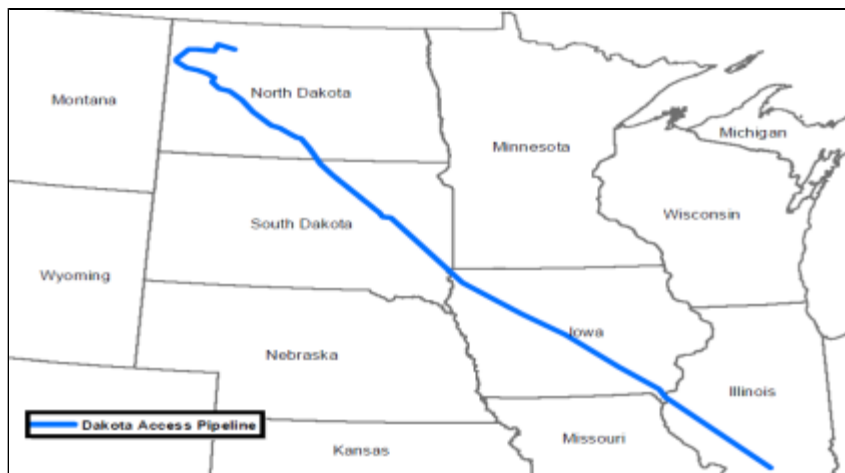 North Dakota
Montana
Minnesota
Michigan
South Dakota
Wisconsin
Wyoming
Iowa
Nebraska
Illinois
Dakota Access Pipeline
Kansas
Missouri